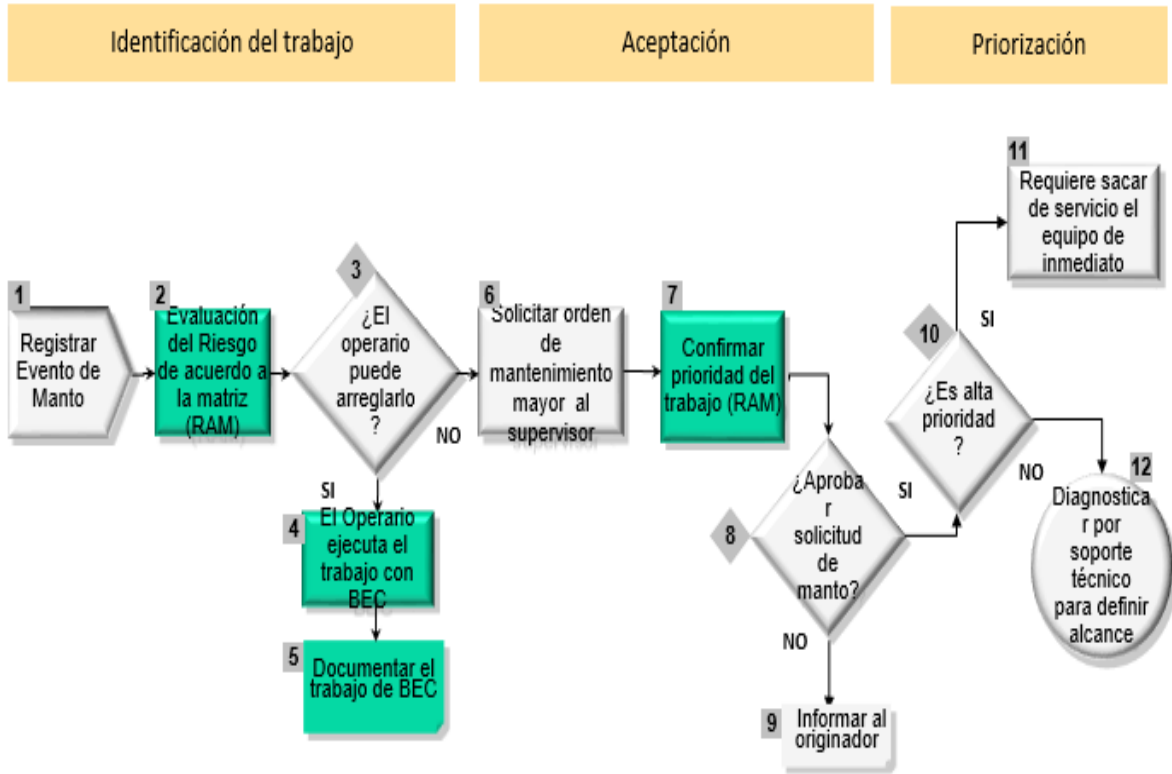 Identificación del trabajo
Aceptación
Priorización
1
Registrar
Evento de
Manto
2
Evaluación
del Riesgo
de acuerdo a
la matriz
(RAM)
3
¿El
operario
puede
arreglarlo
?
NO
SI
4
El Operario
ejecuta el
trabajo con
BEC
5
Documentar el
trabajo de BEC
6
Solicitar orden
de
mantenimiento
mayor al
supervisor
7
Confirmar
prioridad del
trabajo (RAM)
8
¿Aproba
r
solicitud
de
manto?
SI
NO
9
Informar al
originador
10
¿Es alta
prioridad
?
SI
NO
11
Requiere sacar
de servicio el
equipo de
inmediato
12
Diagnostica
r por
soporte
técnico
para definir
alcance